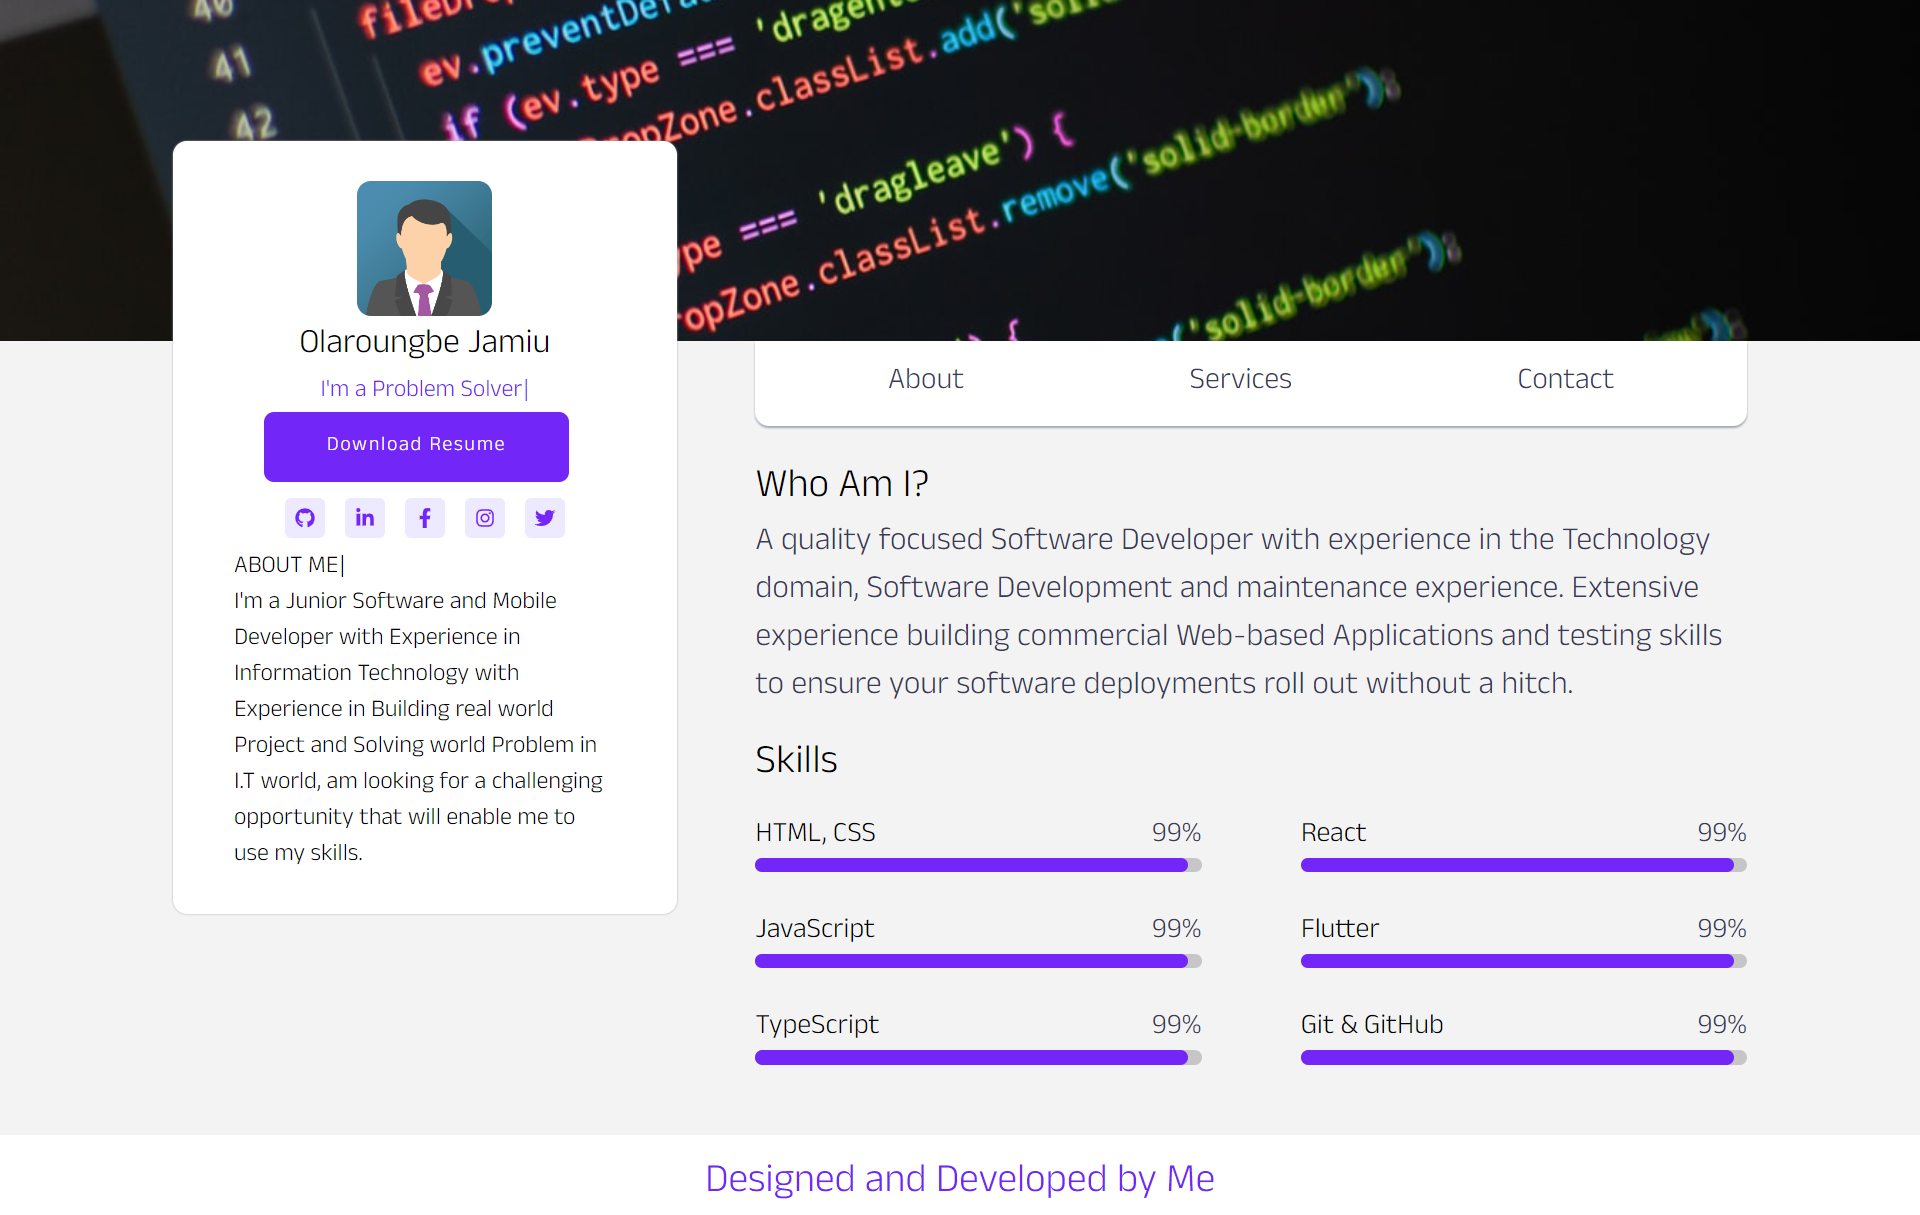 40
41
42
ev.preventDefa
if (ev.type === 'dragent
opZone.classList.add('solid
ype === 'dragleave') {
opZone.classList.remove('solid-border');
('solid-border');
Olaroungbe Jamiu
I'm a Problem Solver|
Download Resume
ABOUT ME|
I'm a Junior Software and Mobile
Developer with Experience in
Information Technology with
Experience in Building real world
Project and Solving world Problem in
I.T world, am looking for a challenging
opportunity that will enable me to
use my skills.
About
Services
Contact
Who Am I?
A quality focused Software Developer with experience in the Technology
domain, Software Development and maintenance experience. Extensive
experience building commercial Web-based Applications and testing skills
to ensure your software deployments roll out without a hitch.
Skills
HTML, CSS 99%
React 99%
JavaScript 99%
Flutter 99%
TypeScript 99%
Git & GitHub 99%
Designed and Developed by Me